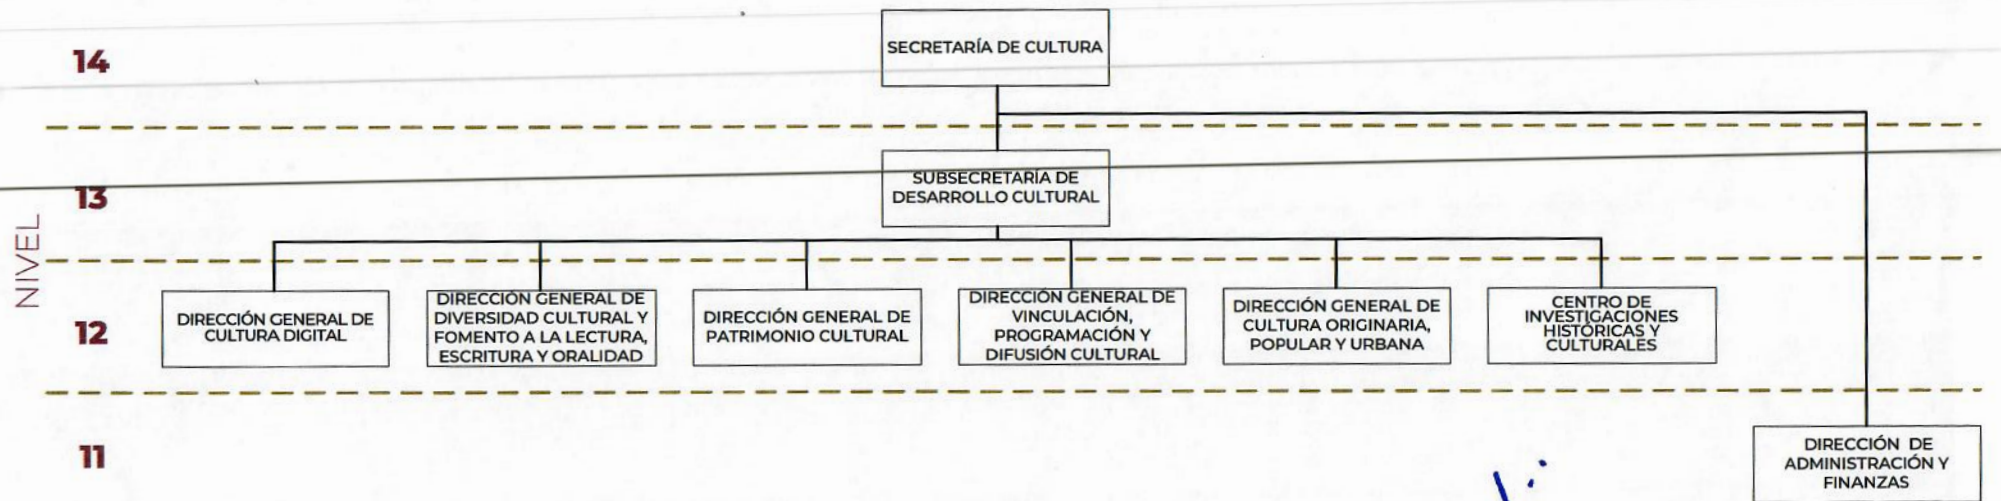 14
SECRETARÍA DE CULTURA
NIVEL
13
SUBSECRETARÍA DE
DESARROLLO CULTURAL
12
DIRECCIÓN GENERAL DE
CULTURA DIGITAL
DIRECCIÓN GENERAL DE
DIVERSIDAD CULTURAL Y
FOMENTO A LA LECTURA,
ESCRITURA Y ORALIDAD
DIRECCIÓN GENERAL DE
PATRIMONIO CULTURAL
DIRECCIÓN GENERAL DE
VINCULACIÓN,
PROGRAMACIÓN Y
DIFUSIÓN CULTURAL
DIRECCIÓN GENERAL DE
CULTURA ORIGINARIA,
POPULAR Y URBANA
CENTRO DE
INVESTIGACIONES
HISTÓRICAS Y
CULTURALES
11
DIRECCIÓN DE
ADMINISTRACIÓN Y
FINANZAS